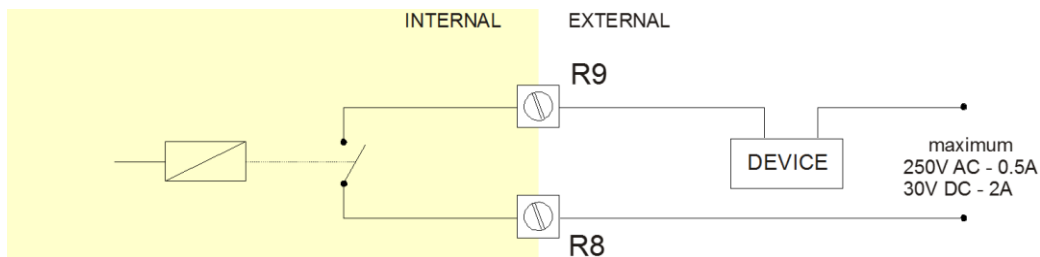 INTERNAL
EXTERNAL
R9
DEVICE
maximum
250V AC - 0.5A
30V DC - 2A
R8